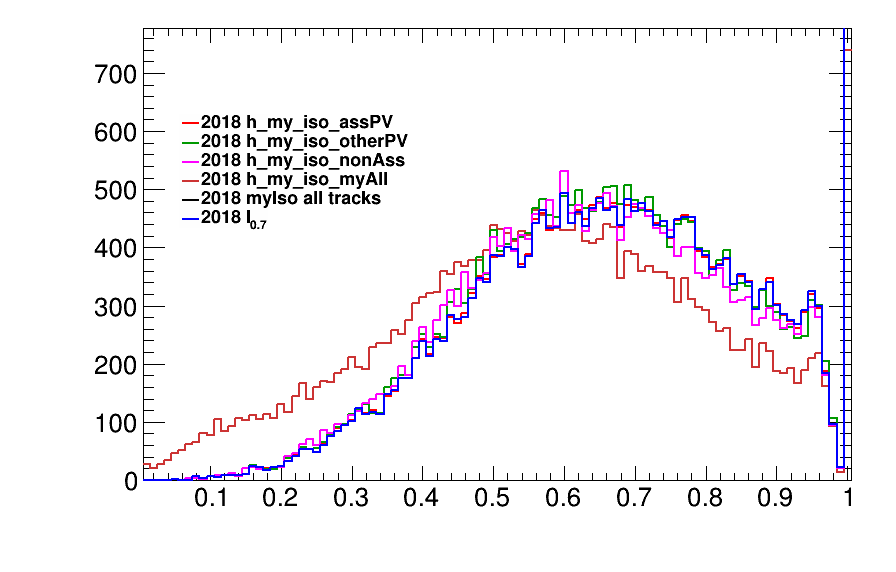 700
600
500
400
300
200
100
0
2018 h_my_iso_assPV
2018 h_my_iso_otherPV
2018 h_my_iso_nonAss
2018 h_my_iso_myAll
2018 myIso all tracks
2018 I0.7
0.1 0.2 0.3 0.4 0.5 0.6 0.7 0.8 0.9 1